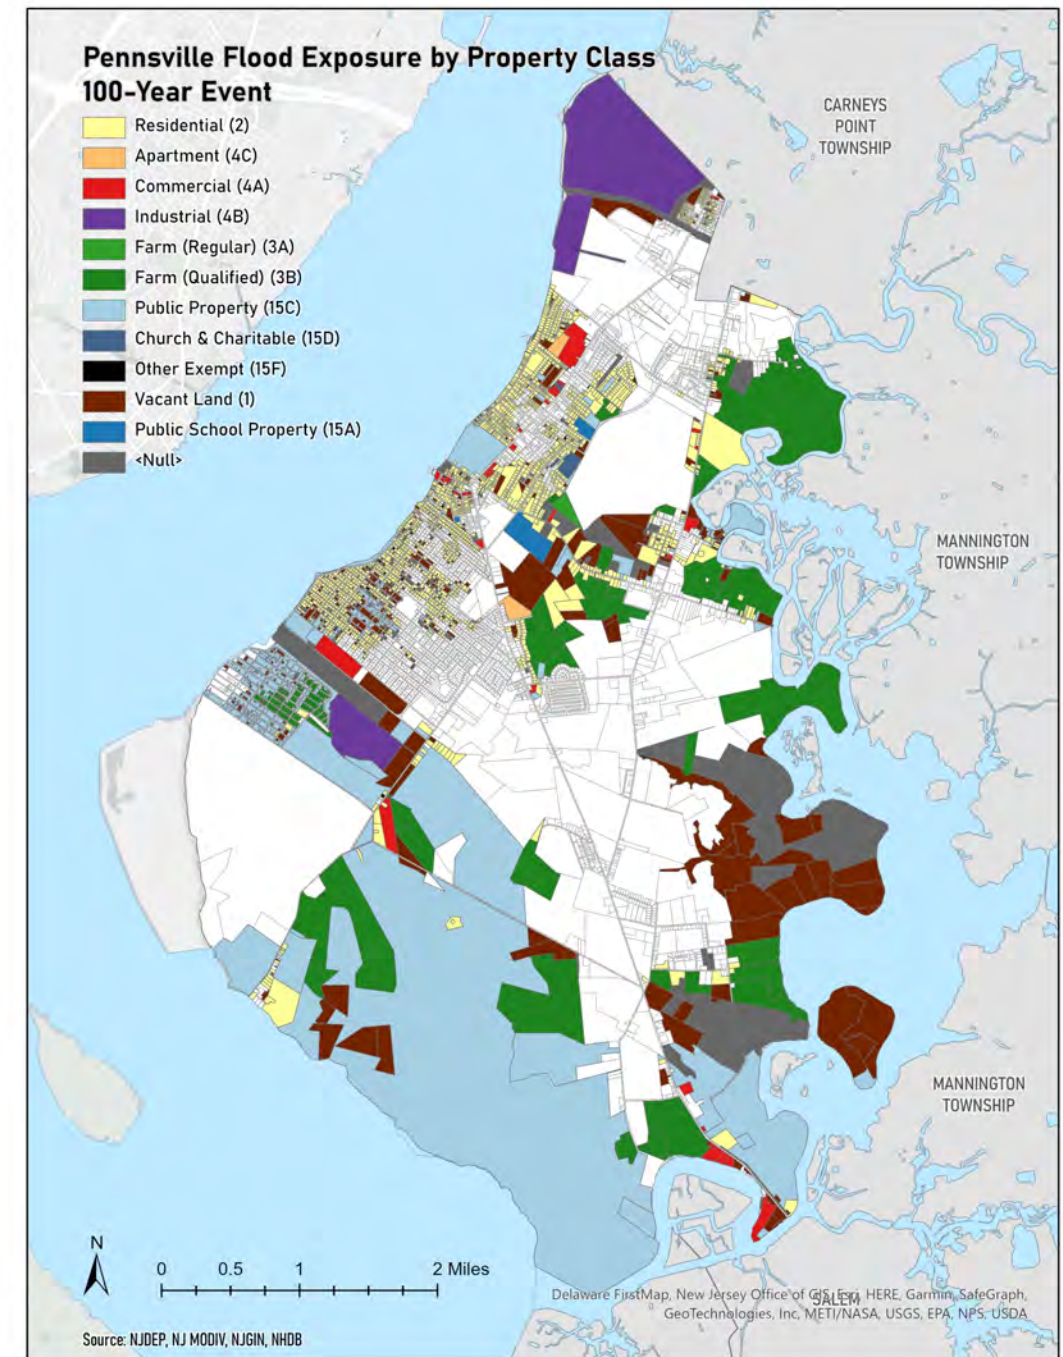 Pennsville Flood Exposure by Property Class
100-Year Event
Residential (2)
Apartment (4C)
Commercial (4A)
Industrial (4B)
Farm (Regular) (3A)
Farm (Qualified) (3B)
Public Property (15C)
Church & Charitable (15D)
Other Exempt (15F)
Vacant Land (1)
Public School Property (15A)
<Null>
CARNEYS
POINT
TOWNSHIP
MANNINGTON
TOWNSHIP
MANNINGTON
TOWNSHIP
N
0 0.5 1 2 Miles
SALEM
Delaware FirstMap, New Jersey Office of GIS, Esri, HERE, Garmin, SafeGraph,
GeoTechnologies, Inc, METI/NASA, USGS, EPA, NPS, USDA
Source: NJDEP, NJ MODIV, NJGIN, NHDB